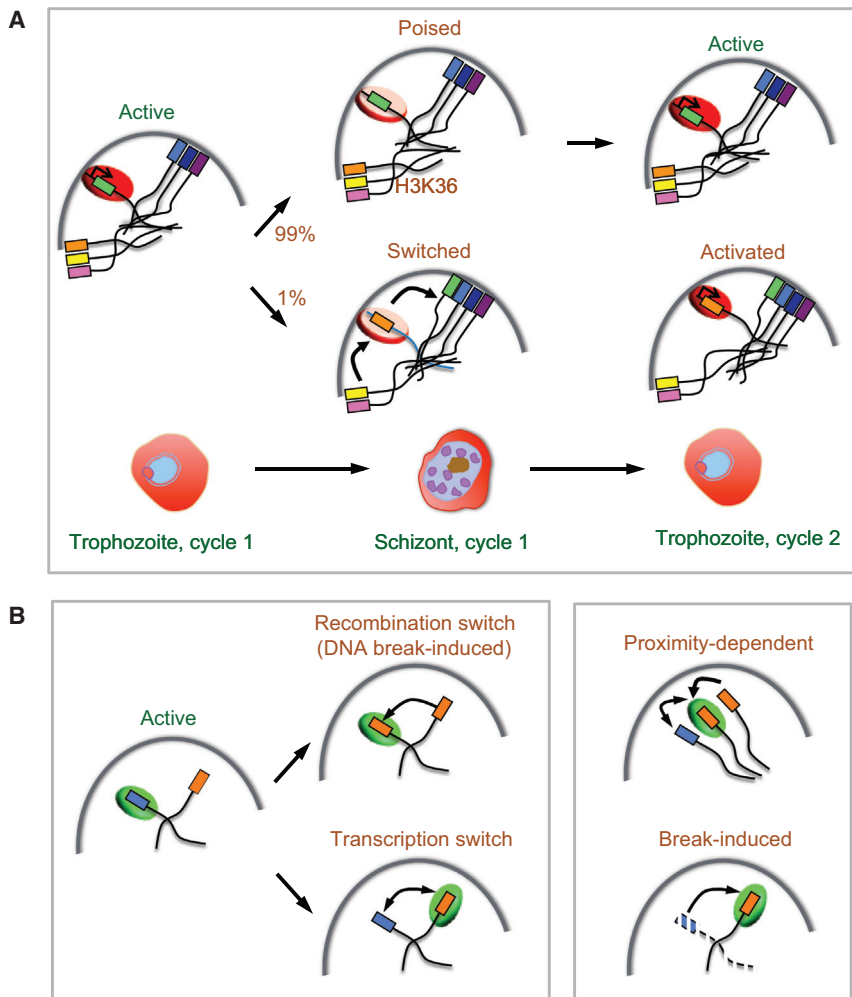 A
Active
Poised
Active
H3K36
99%
1%
Switched
Activated
Trophozoite, cycle 1
Schizont, cycle 1
Trophozoite, cycle 2
B
Active
Recombination switch
(DNA break-induced)
Transcription switch
Proximity-dependent
Break-induced